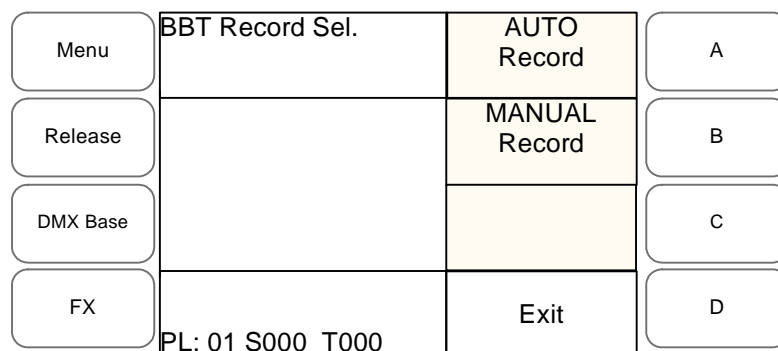 Menu
BBT Record Sel.
AUTO
Record
A
Release
MANUAL
Record
B
DMX Base
C
FX
PL: 01 S000 T000
Exit
D